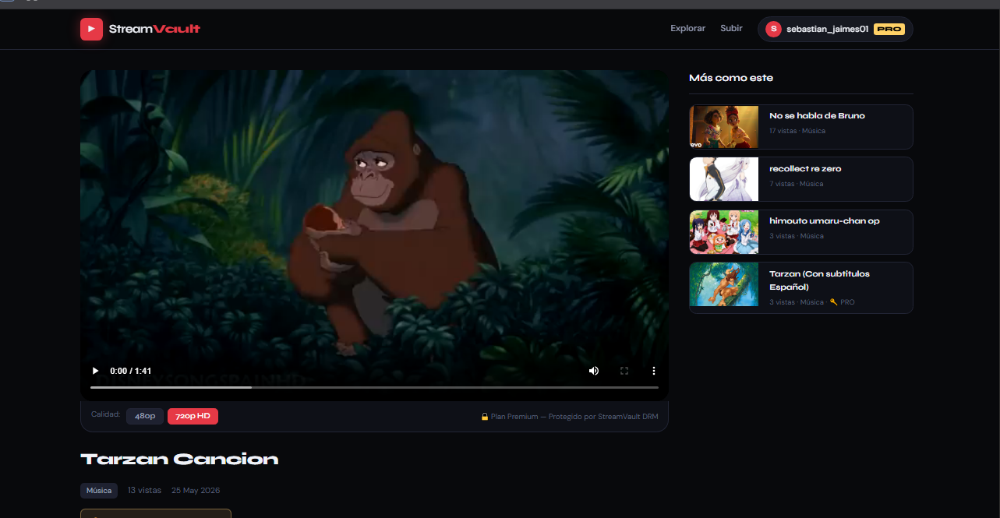 StreamVault
Explorar
Subir
S
sebastian_jaimes01
PRO
0:00 / 1:41
Calidad:
480p
720p HD
Plan Premium — Protegido por StreamVault DRM
Tarzan Cancion
Música
13 vistas
25 May 2026
Más como este
evo
No se habla de Bruno
17 vistas · Música
recollect re zero
7 vistas · Música
himouto umaru-chan op
3 vistas · Música
Tarzan (Con subtitulos
Español)
3 vistas · Música · PRO